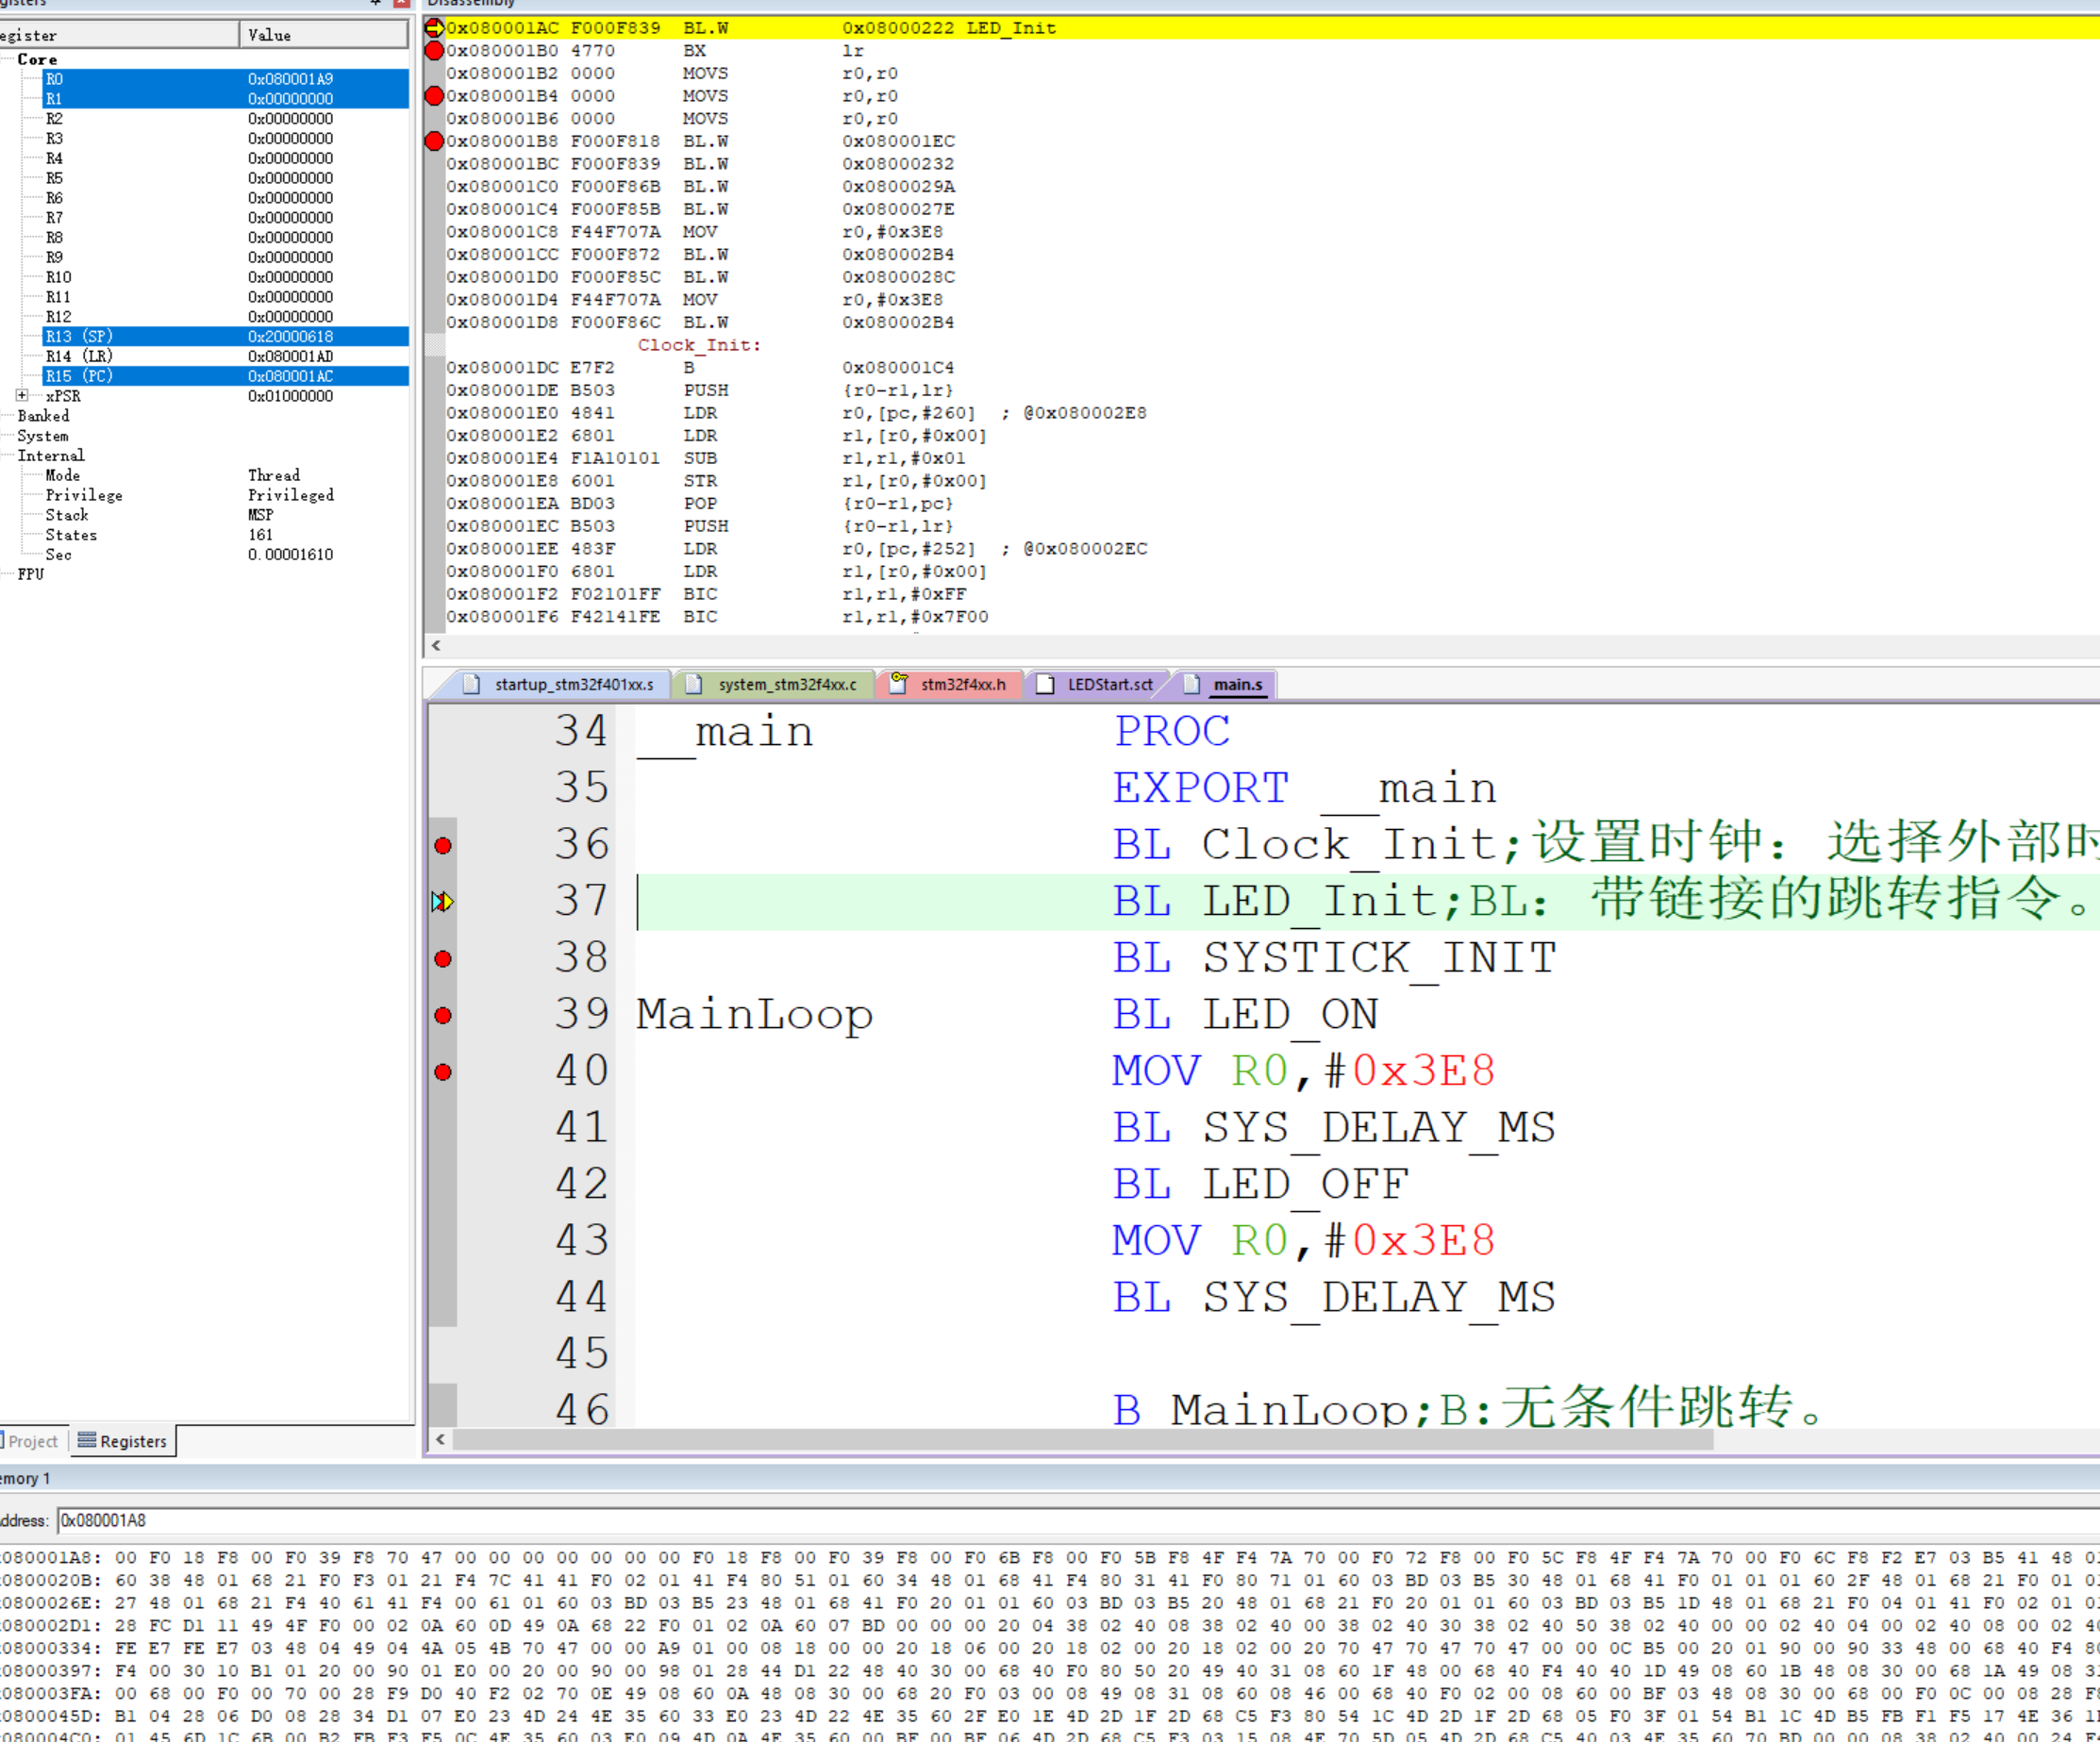 Register Value
Core
R0 0x080001A9
R1 0x00000000
R2 0x00000000
R3 0x00000000
R4 0x00000000
R5 0x00000000
R6 0x00000000
R7 0x00000000
R8 0x00000000
R9 0x00000000
R10 0x00000000
R11 0x00000000
R12 0x00000000
R13 (SP) 0x20000618
R14 (LR) 0x080001AD
R15 (PC) 0x080001AC
xPSR 0x01000000
Banked
System
Internal
Mode Thread
Privilege Privileged
Stack MSP
States 161
Sec 0.00001610
FPU
Project Registers
Disassembly
0x080001AC F000F839 BL.W 0x08000222 LED_Init
0x080001B0 4770 BX lr
0x080001B2 0000 MOVS r0,r0
0x080001B4 0000 MOVS r0,r0
0x080001B6 0000 MOVS r0,r0
0x080001B8 F000F818 BL.W 0x080001EC
0x080001BC F000F839 BL.W 0x08000232
0x080001C0 F000F86B BL.W 0x0800029A
0x080001C4 F000F85B BL.W 0x0800027E
0x080001C8 F44F707A MOV r0,#0x3E8
0x080001CC F000F872 BL.W 0x080002B4
0x080001D0 F000F85C BL.W 0x0800028C
0x080001D4 F44F707A MOV r0,#0x3E8
0x080001D8 F000F86C BL.W 0x080002B4
Clock_Init:
0x080001DC E7F2 B 0x080001C4
0x080001DE B503 PUSH {r0-r1,lr}
0x080001E0 4841 LDR r0,[pc,#260] ; @0x080002E8
0x080001E2 6801 LDR r1,[r0,#0x00]
0x080001E4 F1A10101 SUB r1,r1,#0x01
0x080001E8 6001 STR r1,[r0,#0x00]
0x080001EA BD03 POP {r0-r1,pc}
0x080001EC B503 PUSH {r0-r1,lr}
0x080001EE 483F LDR r0,[pc,#252] ; @0x080002EC
0x080001F0 6801 LDR r1,[r0,#0x00]
0x080001F2 F02101FF BIC r1,r1,#0xFF
0x080001F6 F42141FE BIC r1,r1,#0x7F00
startup_stm32f401xx.s system_stm32f4xx.c stm32f4xx.h LEDStart.sct main.s
34 __main PROC
35 EXPORT __main
36 BL Clock_Init;设置时钟：选择外部时
37 BL LED_Init;BL：带链接的跳转指令。
38 BL SYSTICK_INIT
39 MainLoop BL LED_ON
40 MOV R0,#0x3E8
41 BL SYS_DELAY_MS
42 BL LED_OFF
43 MOV R0,#0x3E8
44 BL SYS_DELAY_MS
45
46 B MainLoop;B:无条件跳转。
Memory 1
Address: 0x080001A8
080001A8: 00 F0 18 F8 00 F0 39 F8 70 47 00 00 00 00 00 00 00 F0 18 F8 00 F0 39 F8 00 F0 6B F8 00 F0 5B F8 4F F4 7A 70 00 F0 72 F8 00 F0 5C F8 4F F4 7A 70 00 F0 6C F8 F2 E7 03 B5 41 48
0800020B: 60 38 48 01 68 21 F0 F3 01 21 F4 7C 41 41 F0 02 01 41 F4 80 51 01 60 34 48 01 68 41 F4 80 31 41 F0 80 71 01 60 03 BD 03 B5 30 48 01 68 41 F0 01 01 01 60 2F 48 01 68 21 F0 01
0800026E: 27 48 01 68 21 F4 40 61 41 F4 00 61 01 60 03 BD 03 B5 23 48 01 68 41 F0 20 01 01 60 03 BD 03 B5 20 48 01 68 21 F0 20 01 01 60 03 BD 03 B5 1D 48 01 68 21 F0 04 01 41 F0 02 01
080002D1: 28 FC D1 11 49 4F F0 00 02 0A 60 0D 49 0A 68 22 F0 01 02 0A 60 07 BD 00 00 00 20 04 38 02 40 08 38 02 40 00 38 02 40 30 38 02 40 50 38 02 40 00 00 02 40 04 00 02 40 08 00 02
08000334: FE E7 FE E7 03 48 04 49 04 4A 05 4B 70 47 00 00 A9 01 00 08 18 00 00 20 18 06 00 20 18 02 00 20 18 02 00 20 70 47 70 47 70 47 00 00 0C B5 00 20 01 90 00 90 33 48 00 68 40 F4
08000397: F4 00 30 10 B1 01 20 00 90 01 E0 00 20 00 90 00 98 01 28 44 D1 22 48 40 30 00 68 40 F0 80 50 20 49 40 31 08 60 1F 48 00 68 40 F4 40 40 1D 49 08 60 1B 48 08 30 00 68 1A 49 08
080003FA: 00 68 00 F0 00 70 00 28 F9 D0 40 F2 02 70 0E 49 08 60 0A 48 08 30 00 68 20 F0 03 00 08 49 08 31 08 60 08 46 00 68 40 F0 02 00 08 60 00 BF 03 48 08 30 00 68 00 F0 0C 00 08 28
0800045D: B1 04 28 06 D0 08 28 34 D1 07 E0 23 4D 24 4E 35 60 33 E0 23 4D 22 4E 35 60 2F E0 1E 4D 2D 1F 2D 68 C5 F3 80 54 1C 4D 2D 1F 2D 68 05 F0 3F 01 54 B1 1C 4D B5 FB F1 F5 17 4E 36